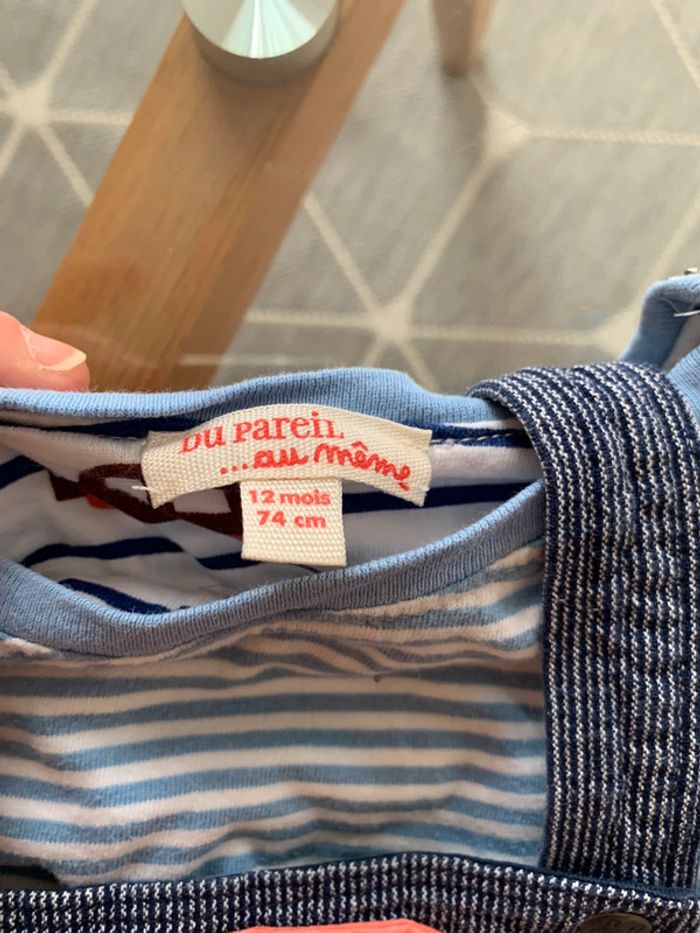 DU PaReiL
...au même
12 mois
74 cm